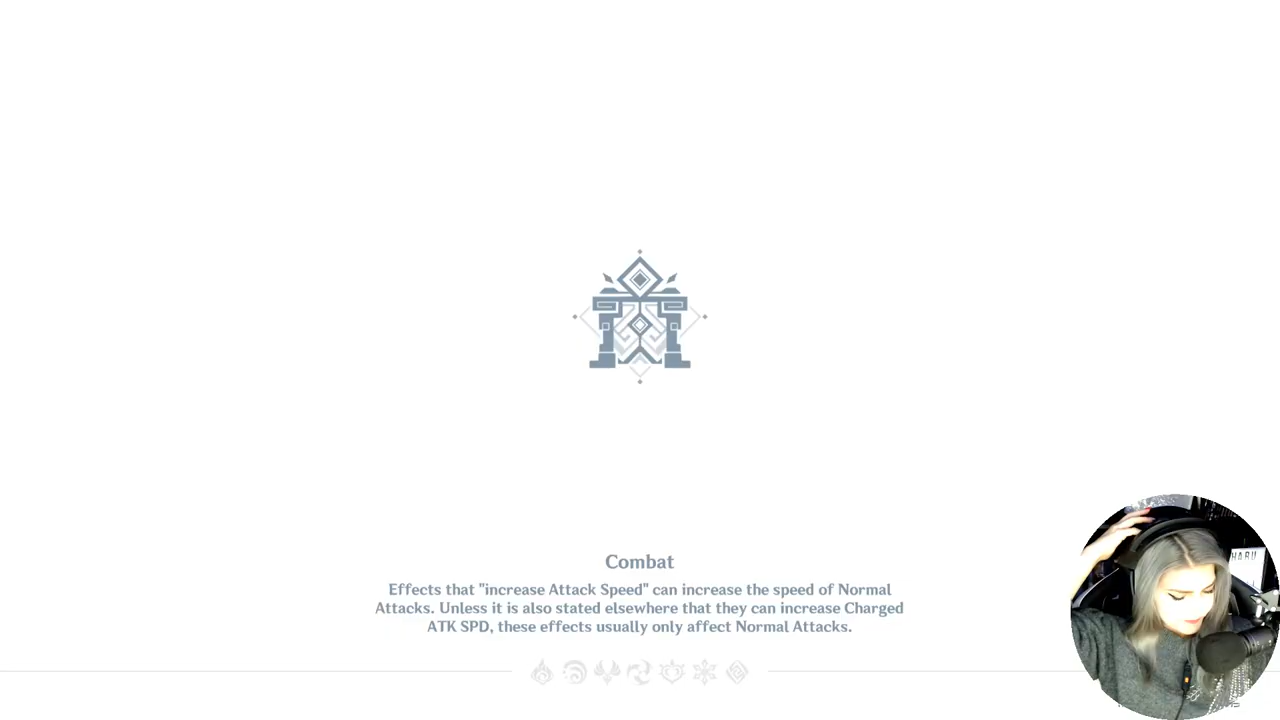 Combat
Effects that "increase Attack Speed" can increase the speed of Normal
Attacks. Unless it is also stated elsewhere that they can increase Charged
ATK SPD, these effects usually only affect Normal Attacks.
HARU